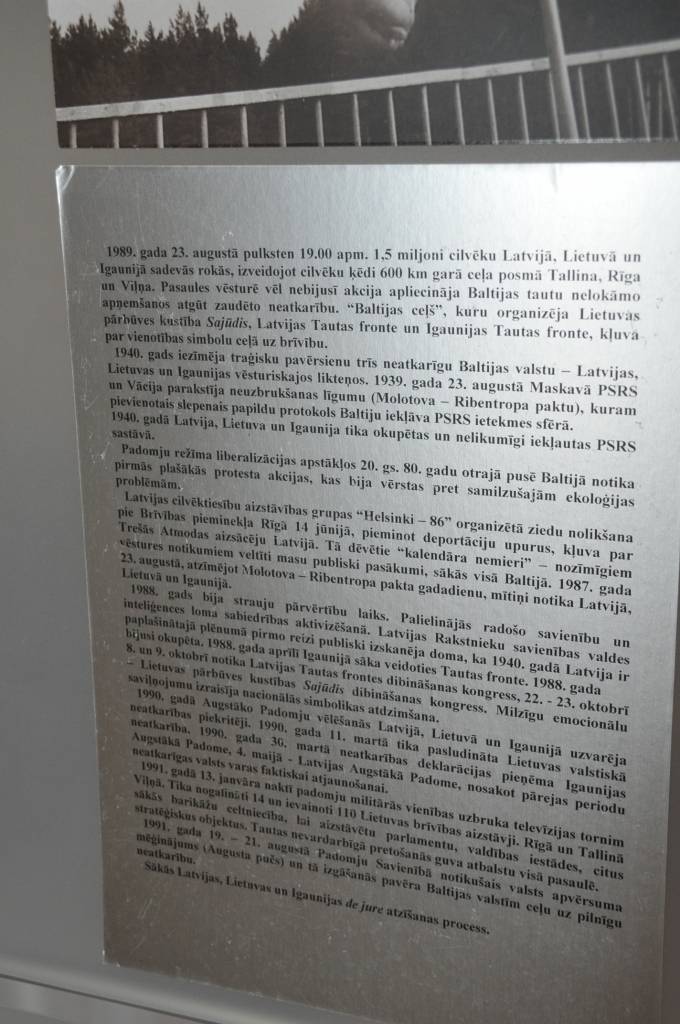 1989. gada 23. augustā pulksten 19.00 apm. 1,5 miljoni cilvēku Latvijā, Lietuvā un
Igaunijā sadevās rokās, izveidojot cilvēku ķēdi 600 km garā ceļa posmā Tallina, Rīga
un Viļņa. Pasaules vēsturē vēl nebijusī akcija apliecināja Baltijas tautu nelokāmo
apņemšanos atgūt zaudēto neatkarību. “Baltijas ceļš”, kuru organizēja Lietuvas
pārbūves kustība Sajūdis, Latvijas Tautas fronte un Igaunijas Tautas fronte, kļuva
par vienotības simbolu ceļā uz brīvību.
1940. gads iezīmēja traģisku pavērsienu trīs neatkarīgu Baltijas valstu – Latvijas,
Lietuvas un Igaunijas vēsturiskajos likteņos. 1939. gada 23. augustā Maskavā PSRS
un Vācija parakstīja neuzbrukšanas līgumu (Molotova – Ribentropa paktu), kuram
pievienotais slepenais papildu protokols Baltiju iekļāva PSRS ietekmes sfērā.
1940. gadā Latvija, Lietuva un Igaunija tika okupētas un nelikumīgi iekļautas PSRS
sastāvā.
Padomju režīma liberalizācijas apstākļos 20. gs. 80. gadu otrajā pusē Baltijā notika
pirmās plašākās protesta akcijas, kas bija vērstas pret samilzušajām ekoloģijas
problēmām.
Latvijas cilvēktiesību aizstāvības grupas “Helsinki – 86” organizētā ziedu nolikšana
pie Brīvības pieminekļa Rīgā 14 jūnijā, pieminot deportāciju upurus, kļuva par
Trešās Atmodas aizsācēju Latvijā. Tā dēvētie “kalendāra nemieri” – nozīmīgiem
vēstures notikumiem veltīti masu publiski pasākumi, sākās visā Baltijā. 1987. gada
23. augustā, atzīmējot Molotova – Ribentropa pakta gadadienu, mītiņi notika Latvijā,
Lietuvā un Igaunijā.
1988. gads bija strauju pārvērtību laiks. Palielinājās radošo savienību un
inteliģences loma sabiedrības aktivizēšanā. Latvijas Rakstnieku savienības valdes
paplašinātajā plēnumā pirmo reizi publiski izskanēja doma, ka 1940. gadā Latvija ir
bijusi okupēta. 1988. gada aprīlī Igaunijā sāka veidoties Tautas fronte. 1988. gada
8. un 9. oktobrī notika Latvijas Tautas frontes dibināšanas kongress, 22. - 23. oktobrī
– Lietuvas pārbūves kustības Sajūdis dibināšanas kongress. Milzīgu emocionālu
saviļņojumu izraisīja nacionālās simbolikas atdzimšana.
1990. gadā Augstāko Padomju vēlēšanās Latvijā, Lietuvā un Igaunijā uzvarēja
neatkarības piekritēji. 1990. gada 11. martā tika pasludināta Lietuvas valstiskā
neatkarība. 1990. gada 30. martā neatkarības deklarācijas pieņēma Igaunijas
Augstākā Padome, 4. maijā - Latvijas Augstākā Padome, nosakot pārejas periodu
neatkarīgas valsts varas faktiskai atjaunošanai.
1991. gadā 13. janvāra naktī padomju militārās vienības uzbruka televīzijas tornim
Viļņā. Tika nogalināti 14 un ievainoti 110 Lietuvas brīvības aizstāvji. Rīgā un Tallinā
sākās barikāžu celtniecība, lai aizstāvētu parlamentu, valdības iestādes, citus
stratēģiskus objektus. Tautas nevardarbīgā pretošanās guva atbalstu visā pasaulē.
1991. gada 19. – 21. augustā Padomju Savienībā notikušais valsts apvērsuma
mēģinājums (Augusta pučs) un tā izgāšanās pavēra Baltijas valstīm ceļu uz pilnīgu
neatkarību.
Sākās Latvijas, Lietuvas un Igaunijas de jure atzīšanas process.